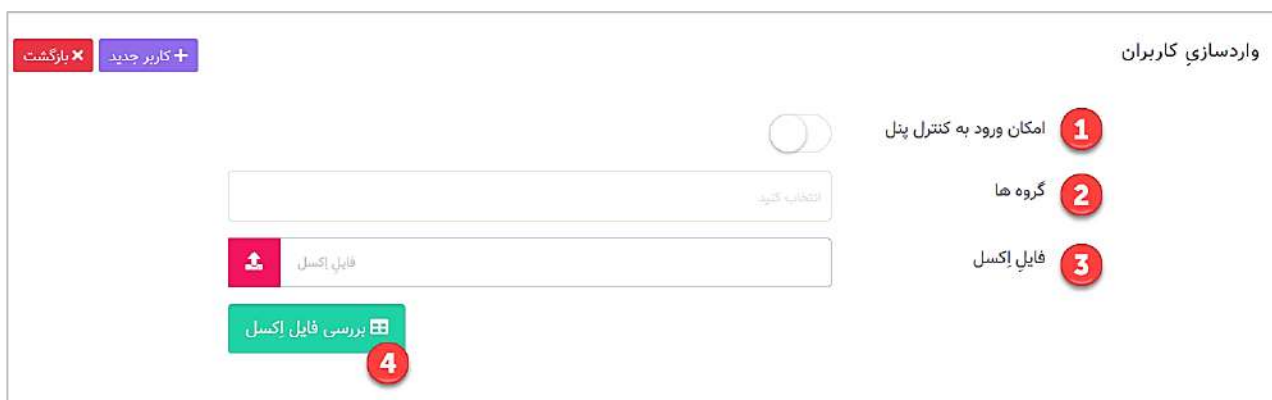 واردسازیِ کاربران
کاربر جدید
بازگشت
1 امکان ورود به کنترل پنل
2 گروه ها
انتخاب کنید
3 فایلِ اِکسل
فایلِ اِکسل
بررسی فایل اِکسل
4